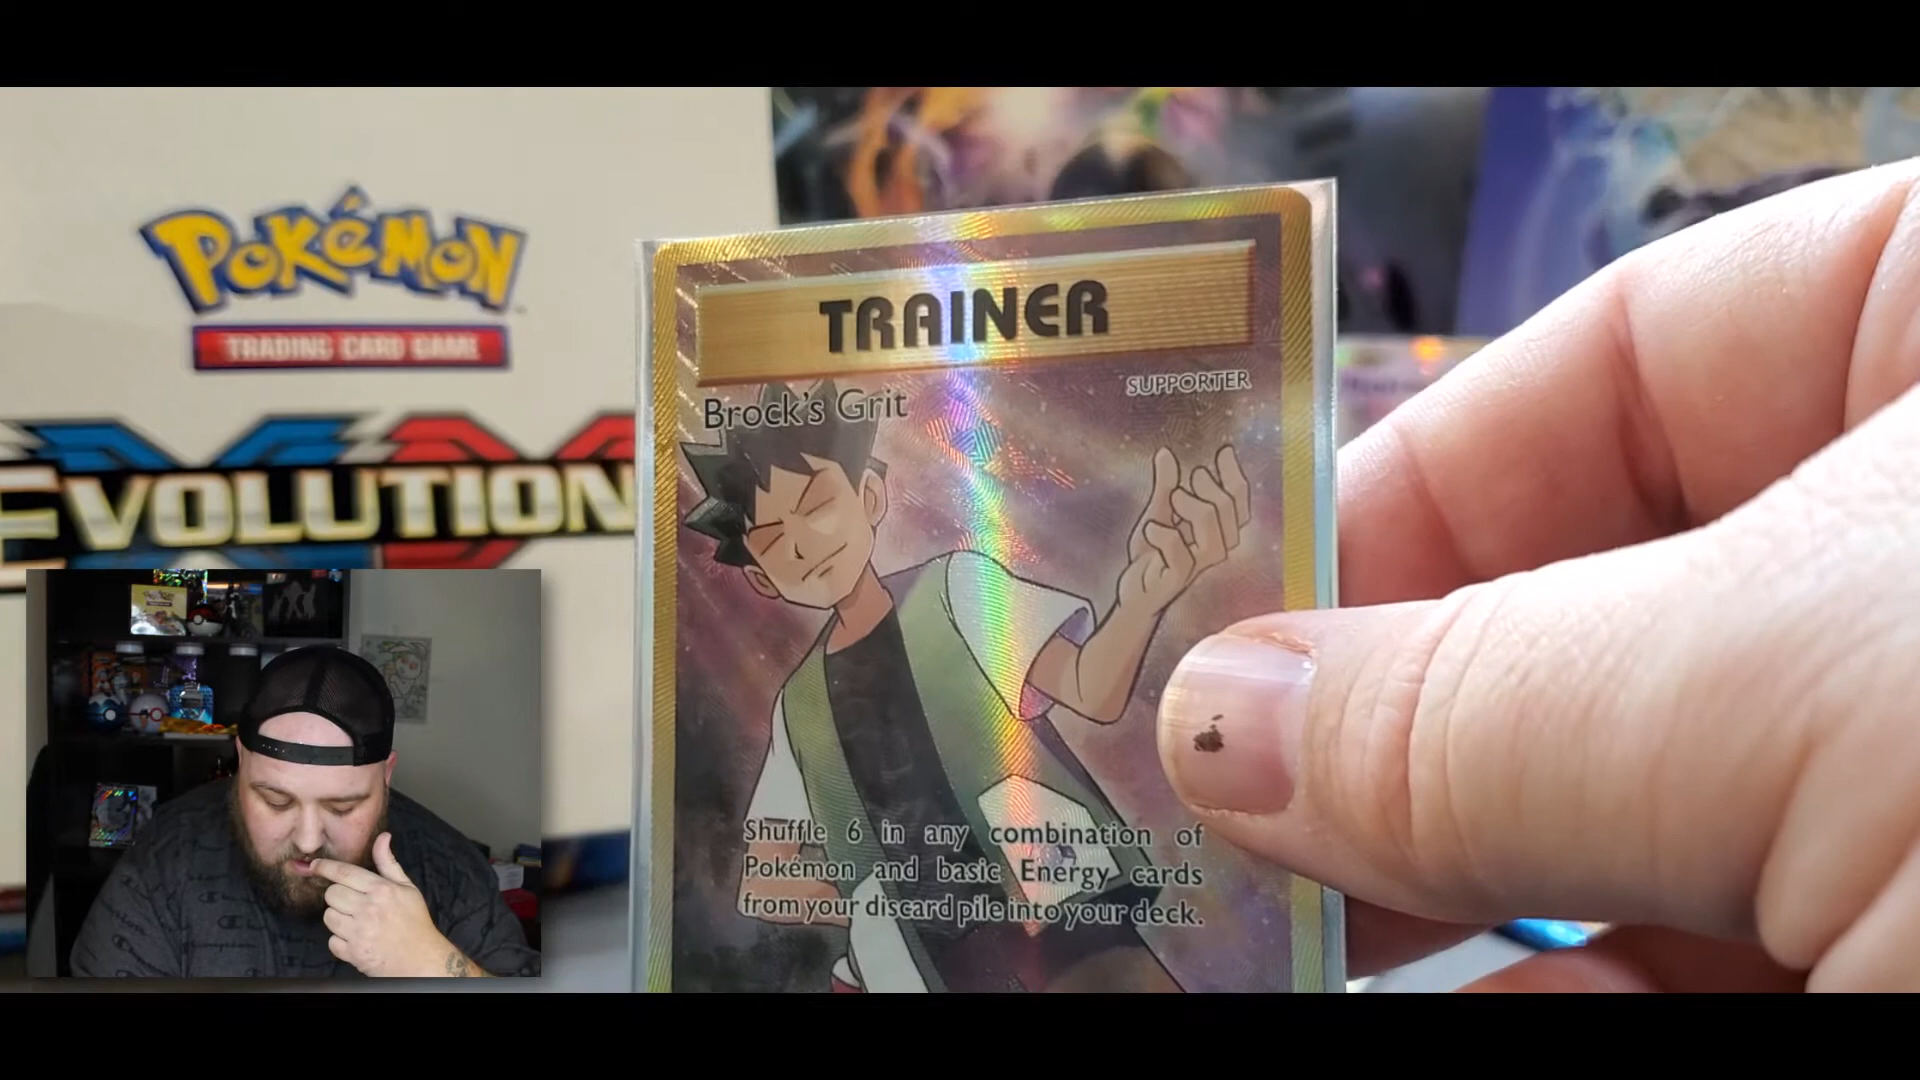 POKéMON
TRADING CARD GAME
EVOLUTION
TRAINER
SUPPORTER
Brock's Grit
Shuffle 6 in any combination of
Pokémon and basic Energy cards
from your discard pile into your deck.